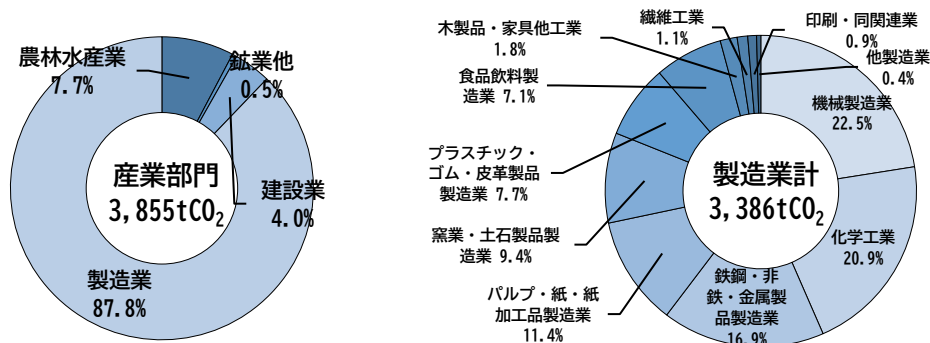 農林水産業
7.7%
鉱業他
0.5%
産業部門
3,855tCO₂
建設業
4.0%
製造業
87.8%
木製品・家具他工業
1.8%
繊維工業
1.1%
印刷・同関連業
0.9%
他製造業
0.4%
食品飲料製
造業 7.1%
機械製造業
22.5%
プラスチック・
ゴム・皮革製品
製造業 7.7%
製造業計
3,386tCO₂
窯業・土石製品製
造業 9.4%
化学工業
20.9%
パルプ・紙・紙
加工品製造業
11.4%
鉄鋼・非
鉄・金属製
品製造業
16.9%